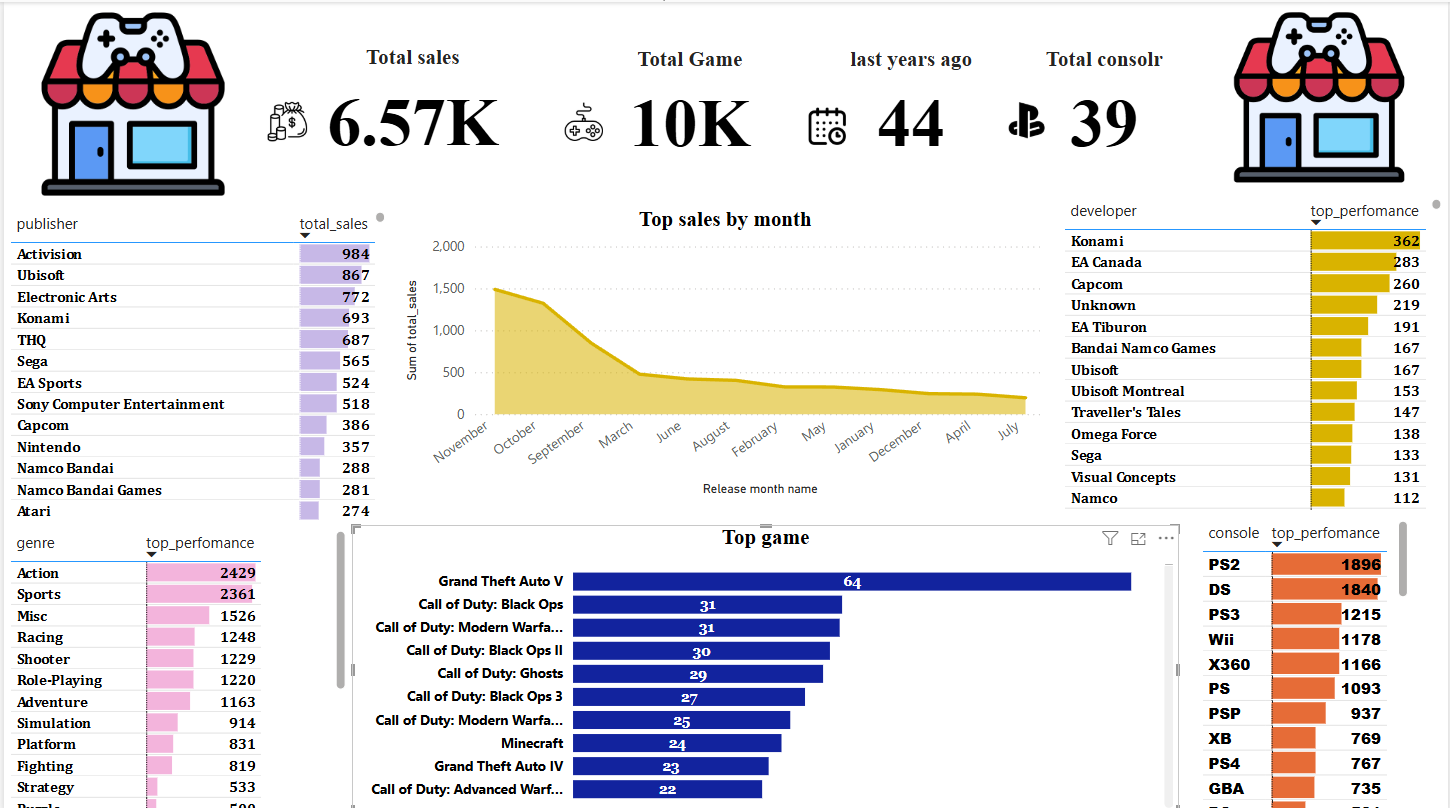 Total sales
Total Game
last years ago
Total consolr
6.57K
10K
44
39
publisher total_sales
Activision 984
Ubisoft 867
Electronic Arts 772
Konami 693
THQ 687
Sega 565
EA Sports 524
Sony Computer Entertainment 518
Capcom 386
Nintendo 357
Namco Bandai 288
Namco Bandai Games 281
Atari 274
Top sales by month
Sum of total_sales
2,000
1,500
1,000
500
0
November
October
September
March
June
August
February
May
January
December
April
July
Release month name
developer top_perfomance
Konami 362
EA Canada 283
Capcom 260
Unknown 219
EA Tiburon 191
Bandai Namco Games 167
Ubisoft 167
Ubisoft Montreal 153
Traveller's Tales 147
Omega Force 138
Sega 133
Visual Concepts 131
Namco 112
genre top_perfomance
Action 2429
Sports 2361
Misc 1526
Racing 1248
Shooter 1229
Role-Playing 1220
Adventure 1163
Simulation 914
Platform 831
Fighting 819
Strategy 533
Top game
Grand Theft Auto V 64
Call of Duty: Black Ops 31
Call of Duty: Modern Warfa... 31
Call of Duty: Black Ops II 30
Call of Duty: Ghosts 29
Call of Duty: Black Ops 3 27
Call of Duty: Modern Warfa... 25
Minecraft 24
Grand Theft Auto IV 23
Call of Duty: Advanced Warf... 22
console top_perfomance
PS2 1896
DS 1840
PS3 1215
Wii 1178
X360 1166
PS 1093
PSP 937
XB 769
PS4 767
GBA 735